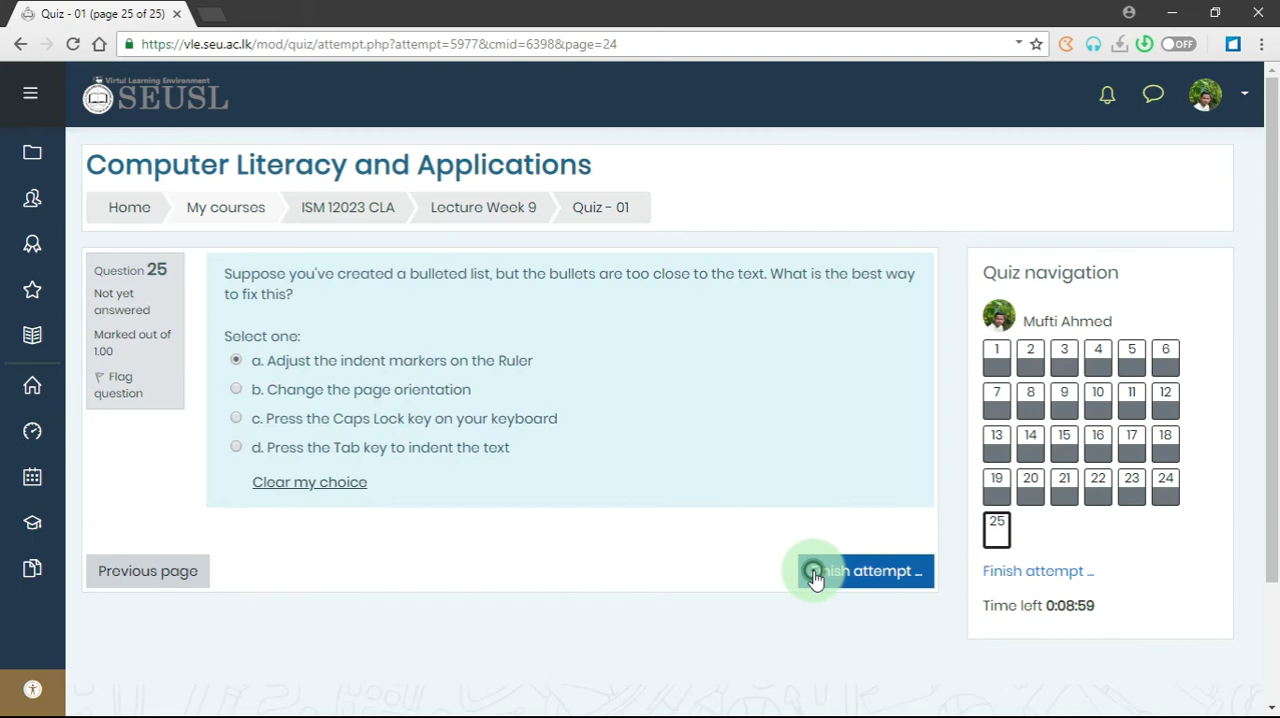 Quiz - 01 (page 25 of 25)
https://vle.seu.ac.lk/mod/quiz/attempt.php?attempt=5977&cmid=6398&page=24
OFF
Virtul Learning Environment
SEUSL
Computer Literacy and Applications
Home
My courses
ISM 12023 CLA
Lecture Week 9
Quiz - 01
Question 25
Not yet
answered
Marked out of
1.00
Flag
question
Suppose you've created a bulleted list, but the bullets are too close to the text. What is the best way
to fix this?
Select one:
a. Adjust the indent markers on the Ruler
b. Change the page orientation
c. Press the Caps Lock key on your keyboard
d. Press the Tab key to indent the text
Clear my choice
Previous page
Finish attempt ...
Quiz navigation
Mufti Ahmed
1 2 3 4 5 6
7 8 9 10 11 12
13 14 15 16 17 18
19 20 21 22 23 24
25
Finish attempt ...
Time left 0:08:59